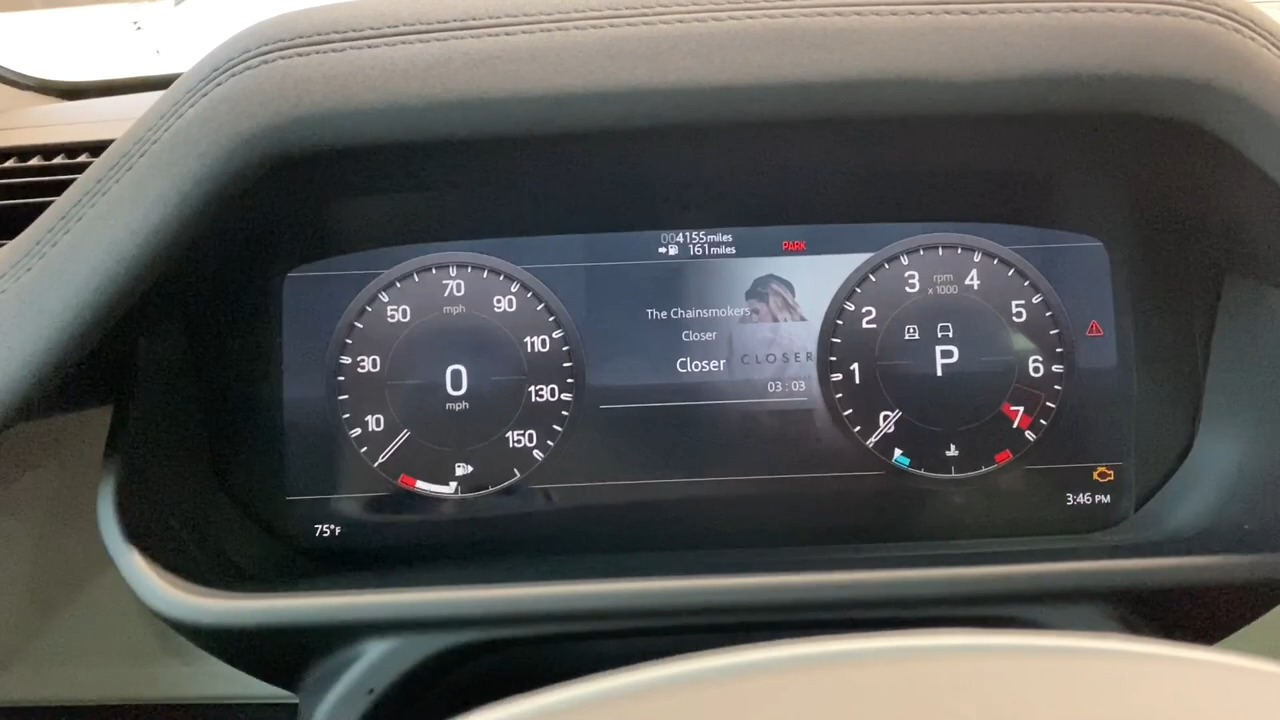 004155 miles
161 miles
PARK
70
mph
50
90
30
110
10
130
150
0
mph
The Chainsmokers
Closer
Closer
CLOSER
03 : 03
3
rpm
x 1000
4
2
5
1
6
0
7
P
75°F
3:46 PM